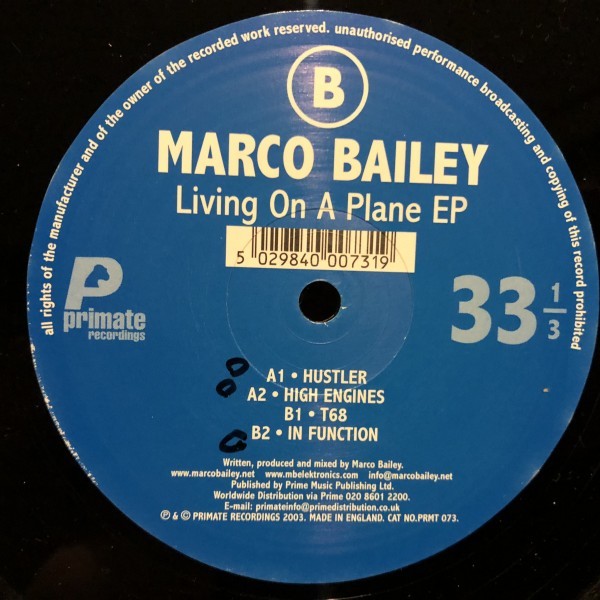 all rights of the manufacturer and of the owner of the recorded work reserved. unauthorised performance broadcasting and copying of this record prohibited
B
MARCO BAILEY
Living On A Plane EP
5 029840 007319
P
primate
recordings
33 1/3
A1 • HUSTLER
A2 • HIGH ENGINES
B1 • T68
B2 • IN FUNCTION
Written, produced and mixed by Marco Bailey.
www.marcobailey.net www.mbelektronics.com info@marcobailey.net
Published by Prime Music Publishing Ltd.
Worldwide Distribution via Prime 020 8601 2200.
E-mail: primateinfo@primedistribution.co.uk
℗ & © PRIMATE RECORDINGS 2003. MADE IN ENGLAND. CAT NO.PRMT 073.